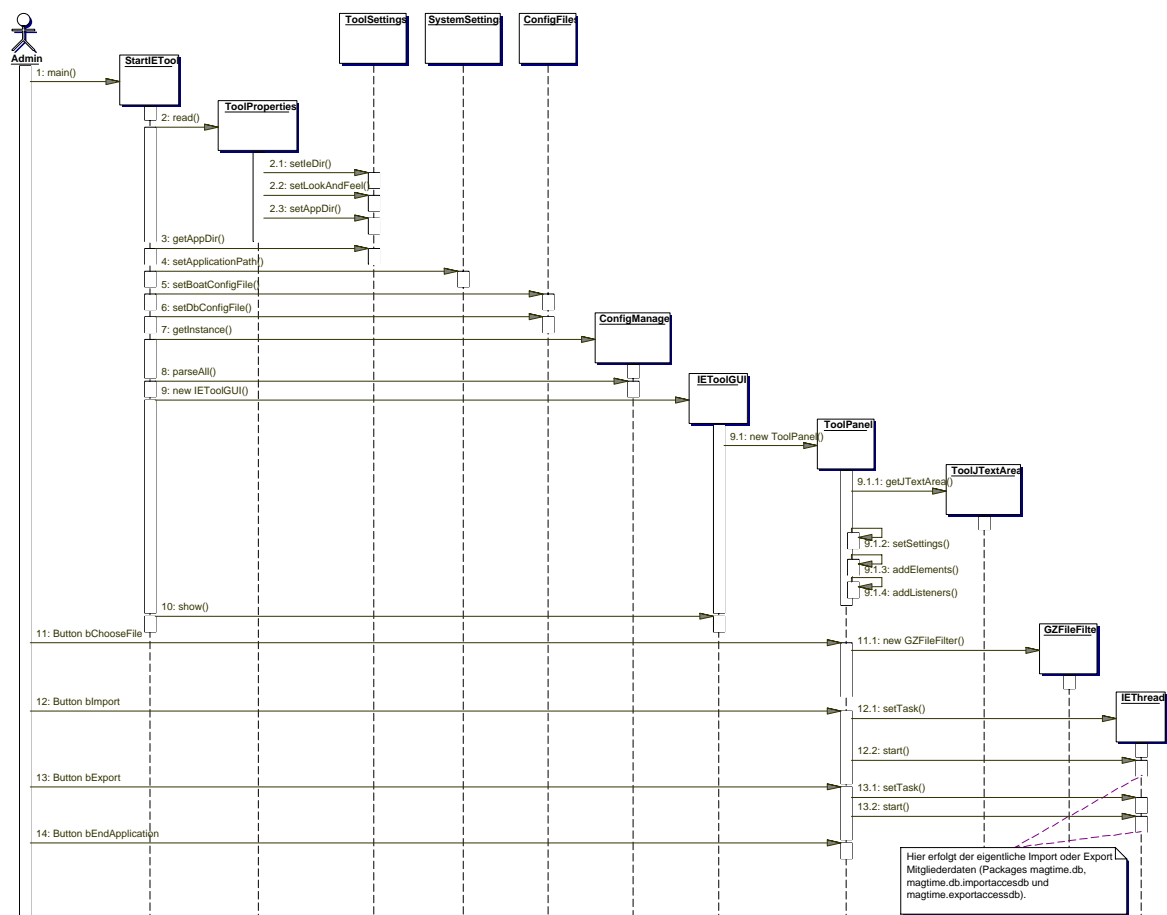 ToolSettings
SystemSetting
ConfigFiles
Admin
StartIETool
1: main()
ToolProperties
2: read()
2.1: setIeDir()
2.2: setLookAndFeel()
2.3: setAppDir()
3: getAppDir()
4: setApplicationPath()
5: setBoatConfigFile()
6: setDbConfigFile()
ConfigManage
7: getInstance()
8: parseAll()
IEToolGUI
9: new IEToolGUI()
ToolPanel
9.1: new ToolPanel()
ToolJTextArea
9.1.1: getJTextArea()
9.1.2: setSettings()
9.1.3: addElements()
9.1.4: addListeners()
10: show()
11: Button bChooseFile
GZFileFilte
11.1: new GZFileFilter()
IEThread
12: Button bImport
12.1: setTask()
12.2: start()
13: Button bExport
13.1: setTask()
13.2: start()
14: Button bEndApplication
Hier erfolgt der eigentliche Import oder Export
Mitgliederdaten (Packages magtime.db,
magtime.db.importaccesdb und
magtime.exportaccessdb).